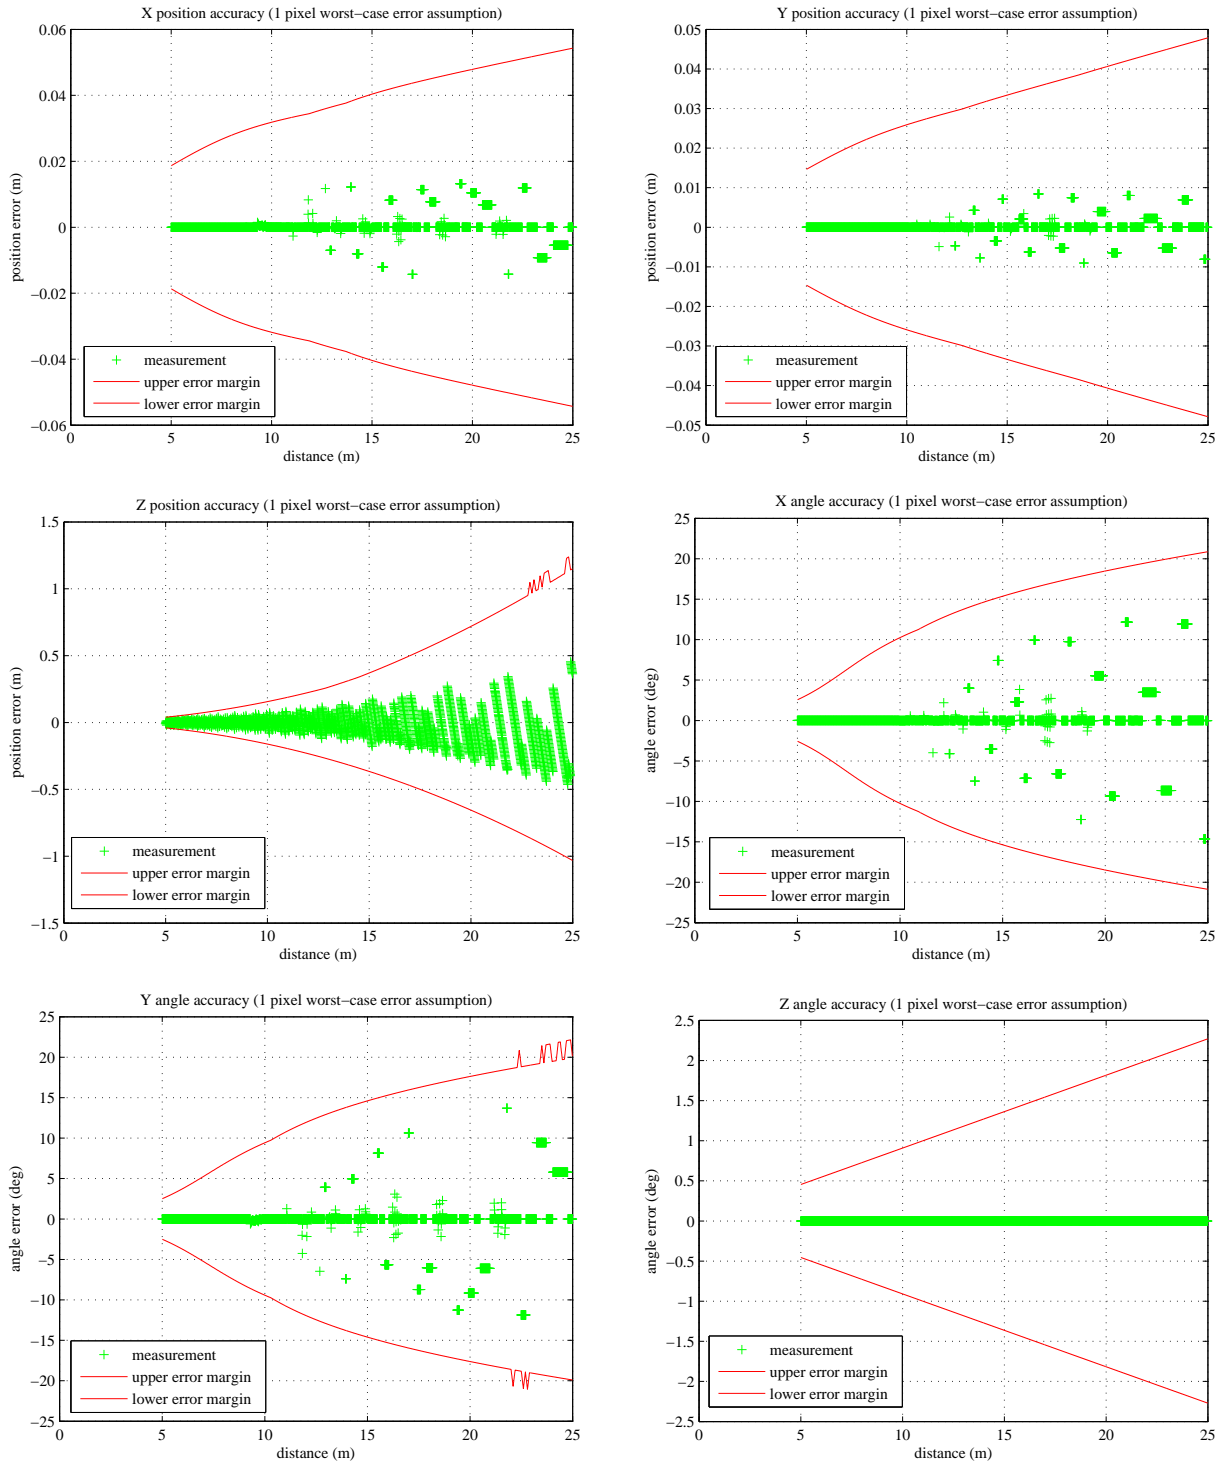 X position accuracy (1 pixel worst−case error assumption)
0.06
0.04
0.02
0
−0.02
−0.04
−0.06
position error (m)
measurement
upper error margin
lower error margin
0 5 10 15 20 25
distance (m)
Y position accuracy (1 pixel worst−case error assumption)
0.05
0.04
0.03
0.02
0.01
0
−0.01
−0.02
−0.03
−0.04
−0.05
position error (m)
measurement
upper error margin
lower error margin
0 5 10 15 20 25
distance (m)
Z position accuracy (1 pixel worst−case error assumption)
1.5
1
0.5
0
−0.5
−1
−1.5
position error (m)
measurement
upper error margin
lower error margin
0 5 10 15 20 25
distance (m)
X angle accuracy (1 pixel worst−case error assumption)
25
20
15
10
5
0
−5
−10
−15
−20
−25
angle error (deg)
measurement
upper error margin
lower error margin
0 5 10 15 20 25
distance (m)
Y angle accuracy (1 pixel worst−case error assumption)
25
20
15
10
5
0
−5
−10
−15
−20
−25
angle error (deg)
measurement
upper error margin
lower error margin
0 5 10 15 20 25
distance (m)
Z angle accuracy (1 pixel worst−case error assumption)
2.5
2
1.5
1
0.5
0
−0.5
−1
−1.5
−2
−2.5
angle error (deg)
measurement
upper error margin
lower error margin
0 5 10 15 20 25
distance (m)